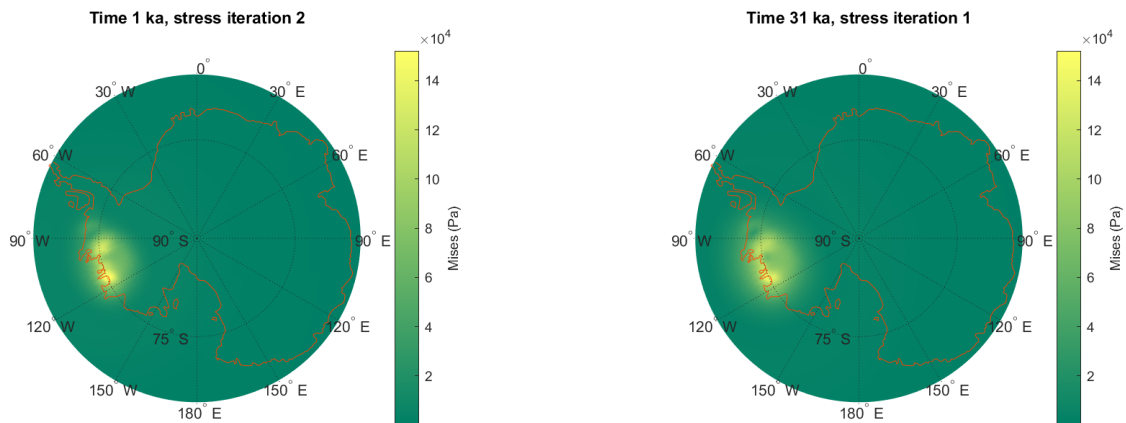 Time 1 ka, stress iteration 2
×10⁴
0° 
30° E
60° E
90° E
120° E
150° E
180° E
150° W
120° W
90° W
60° W
30° W
90° S
75° S
14
12
10
8
6
4
2
Mises (Pa)
Time 31 ka, stress iteration 1
×10⁴
0°
30° E
60° E
90° E
120° E
150° E
180° E
150° W
120° W
90° W
60° W
30° W
90° S
75° S
14
12
10
8
6
4
2
Mises (Pa)